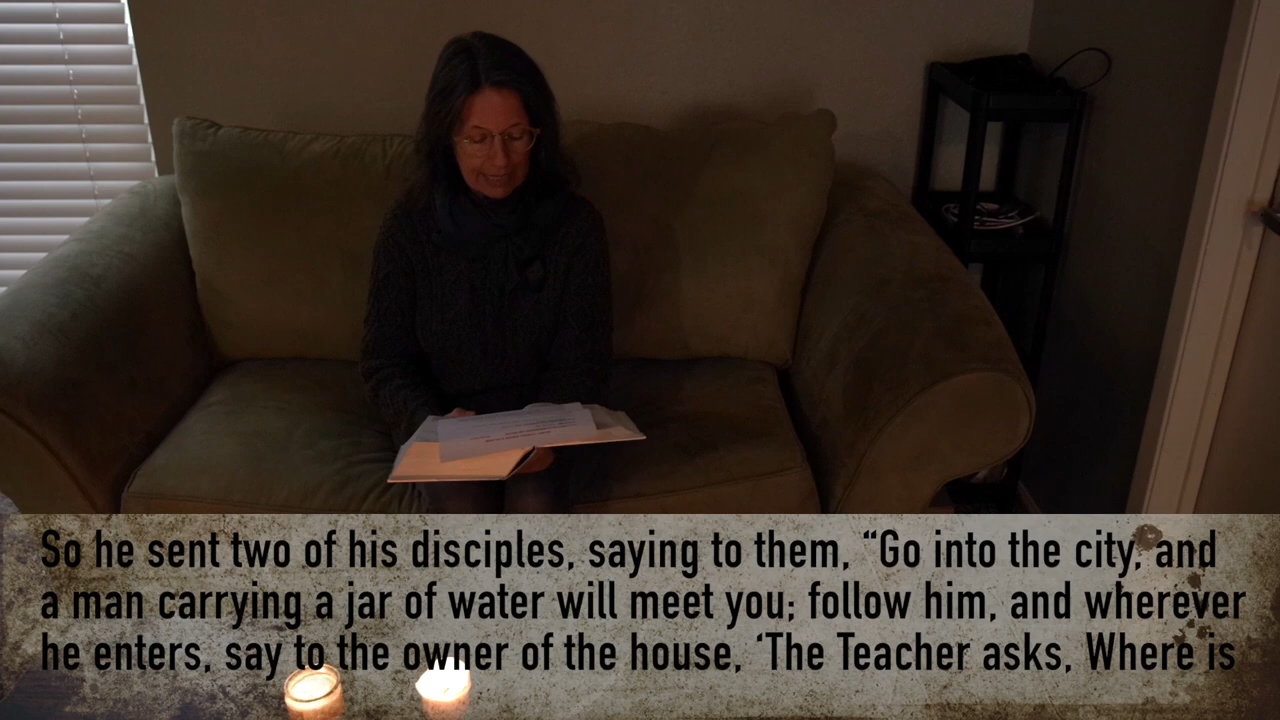 So he sent two of his disciples, saying to them, “Go into the city, and
a man carrying a jar of water will meet you; follow him, and wherever
he enters, say to the owner of the house, ‘The Teacher asks, Where is